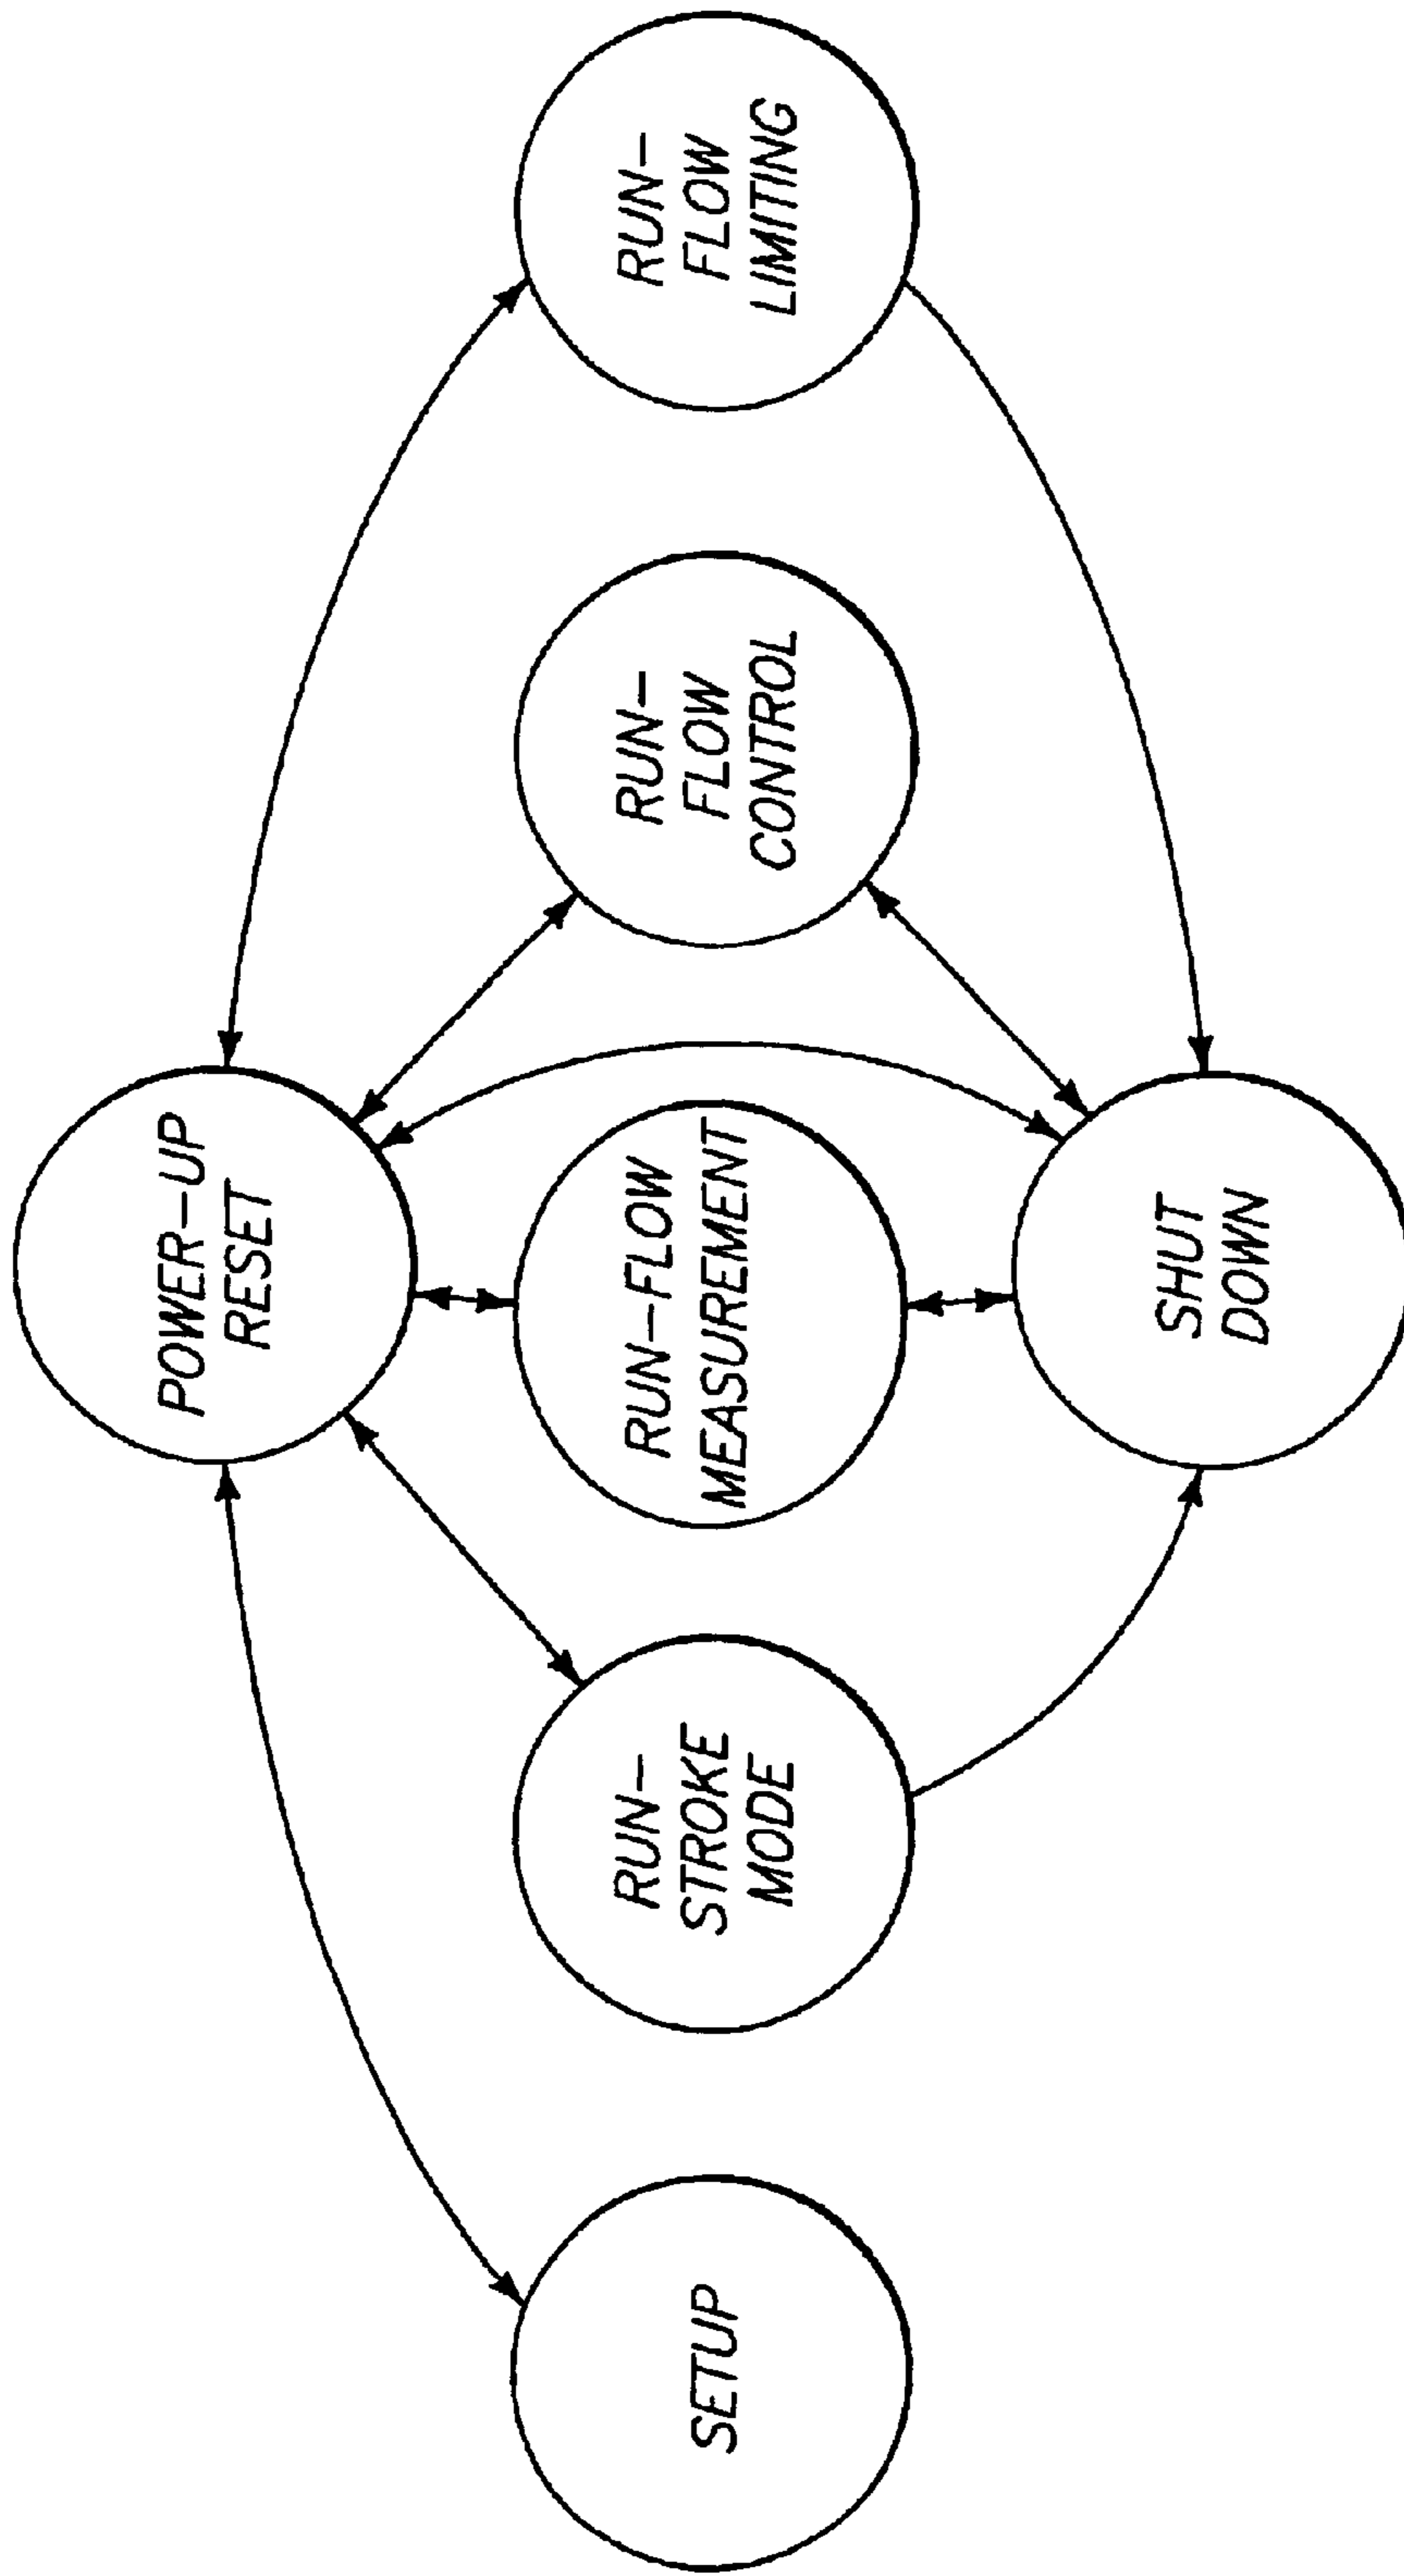 POWER-UP
RESET
SETUP
RUN-
STROKE
MODE
RUN-FLOW
MEASUREMENT
RUN-
FLOW
CONTROL
RUN-
FLOW
LIMITING
SHUT
DOWN